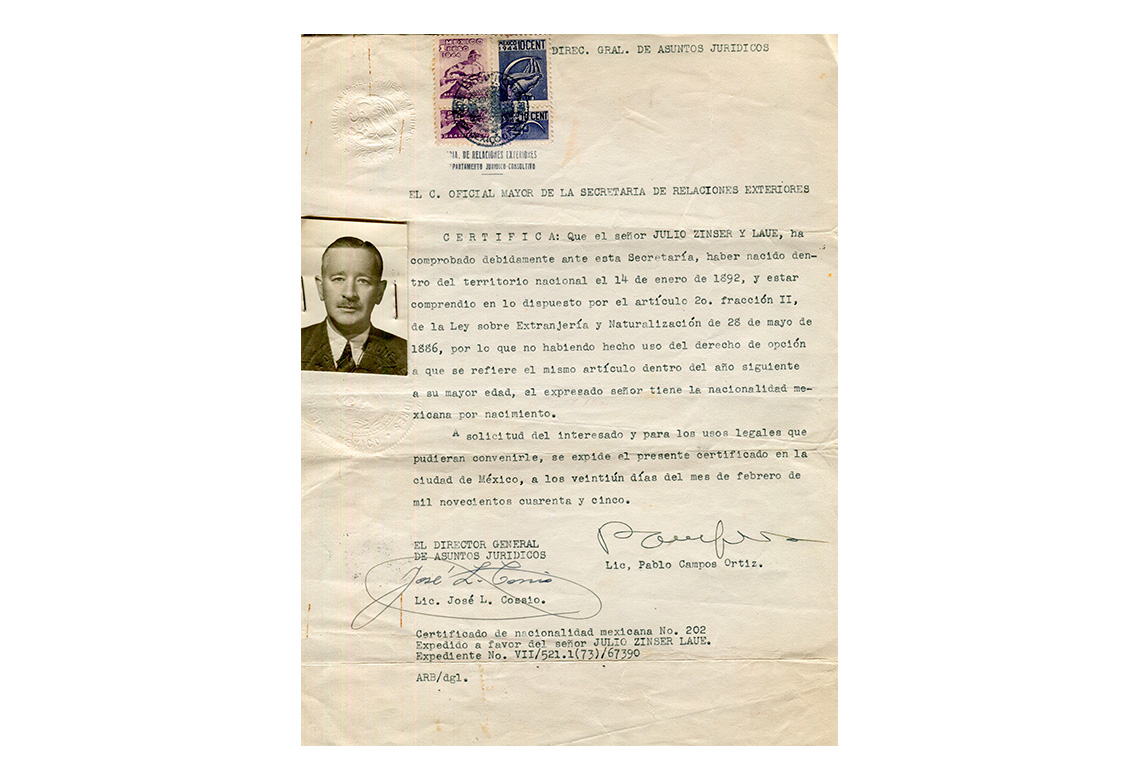 MEXICO
1944
MEXICO 10 CENT
1944
10 CENT
DIREC. GRAL. DE ASUNTOS JURIDICOS
RIA. DE RELACIONES EXTERIORES
PARTAMENTO JURIDICO-CONSULTIVO
EL C. OFICIAL MAYOR DE LA SECRETARIA DE RELACIONES EXTERIORES
C E R T I F I C A: Que el señor JULIO ZINSER Y LAUE, ha
comprobado debidamente ante esta Secretaría, haber nacido den-
tro del territorio nacional el 14 de enero de 1892, y estar
comprendio en lo dispuesto por el artículo 2o. fracción II,
de la Ley sobre Extranjería y Naturalización de 28 de mayo de
1886, por lo que no habiendo hecho uso del derecho de opción
a que se refiere el mismo artículo dentro del año siguiente
a su mayor edad, el expresado señor tiene la nacionalidad me-
xicana por nacimiento.
A solicitud del interesado y para los usos legales que
pudieran convenirle, se expide el presente certificado en la
ciudad de México, a los veintiún días del mes de febrero de
mil novecientos cuarenta y cinco.
EL DIRECTOR GENERAL
DE ASUNTOS JURIDICOS
Lic, Pablo Campos Ortiz.
José L. Cossio
Lic. José L. Cossio.
Certificado de nacionalidad mexicana No. 202
Expedido a favor del señor JULIO ZINSER LAUE.
Expediente No. VII/521.1(73)/67390
ARB/dgl.